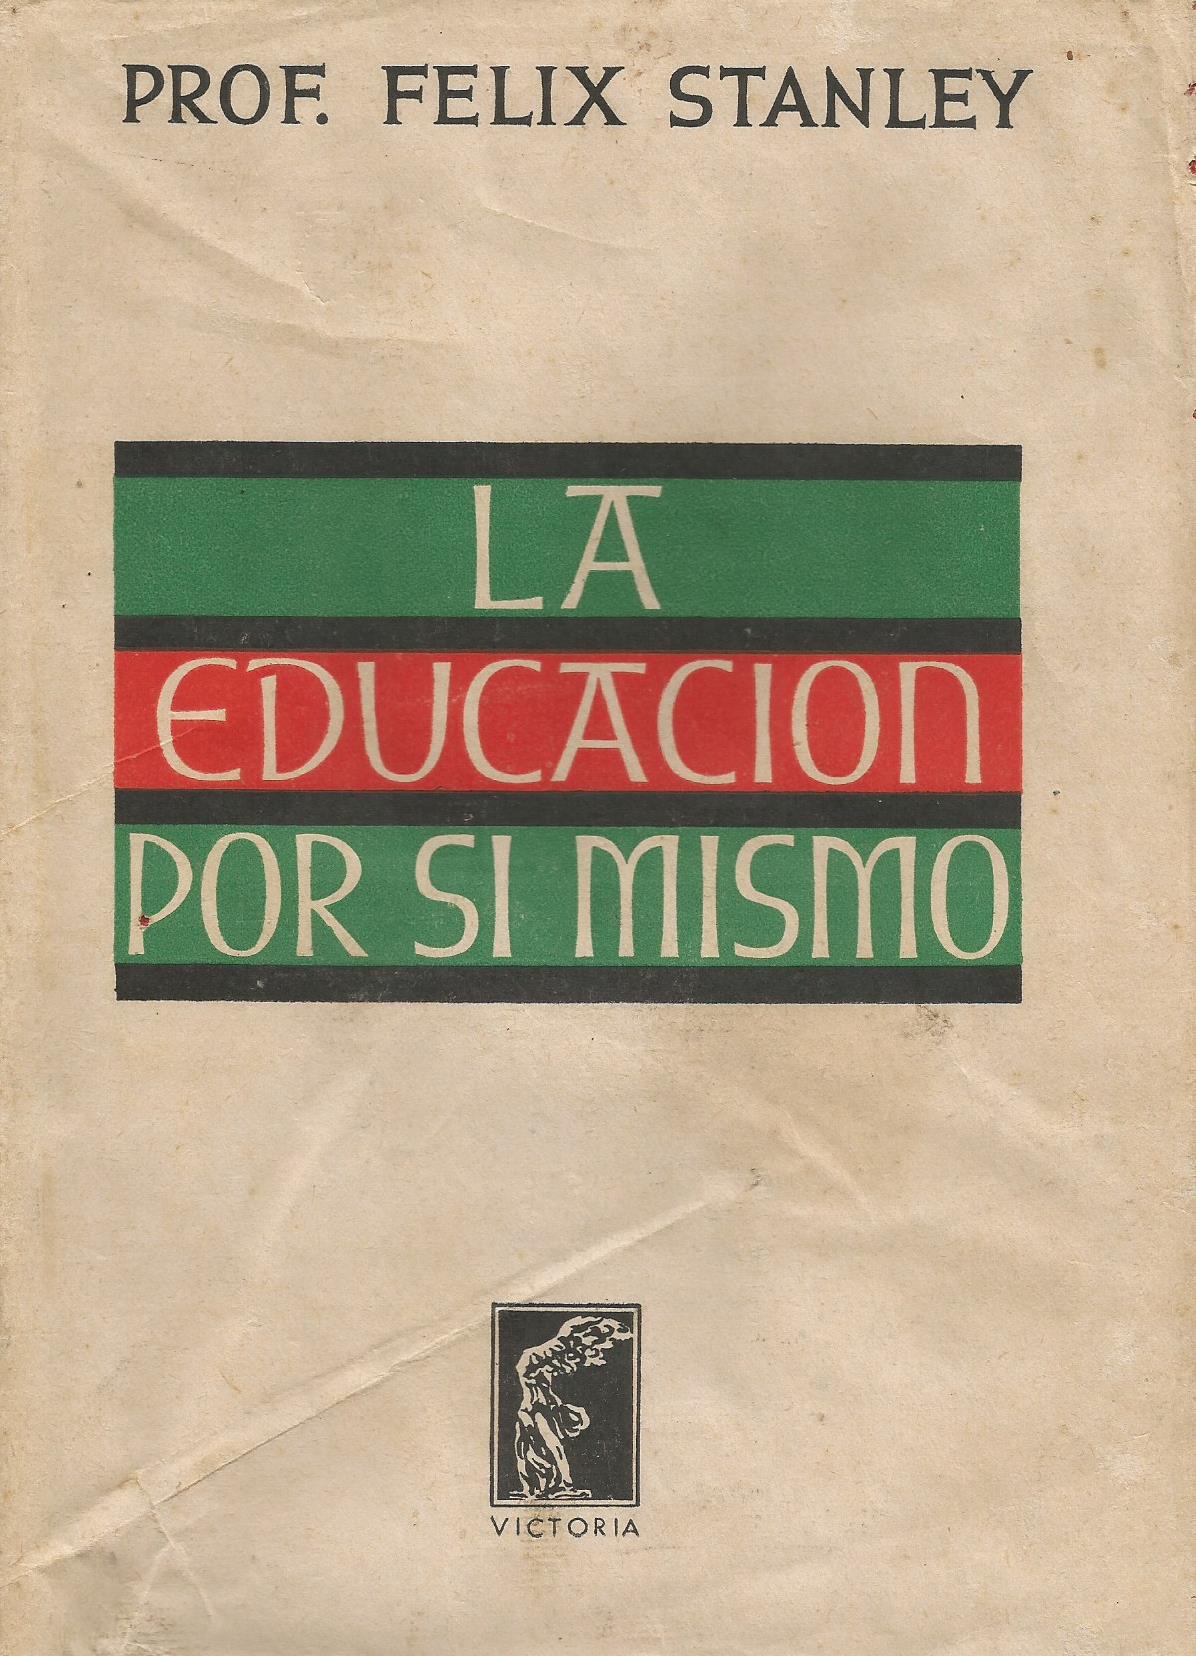 PROF. FELIX STANLEY
LA
EDUCACION
POR SI MISMO
VICTORIA